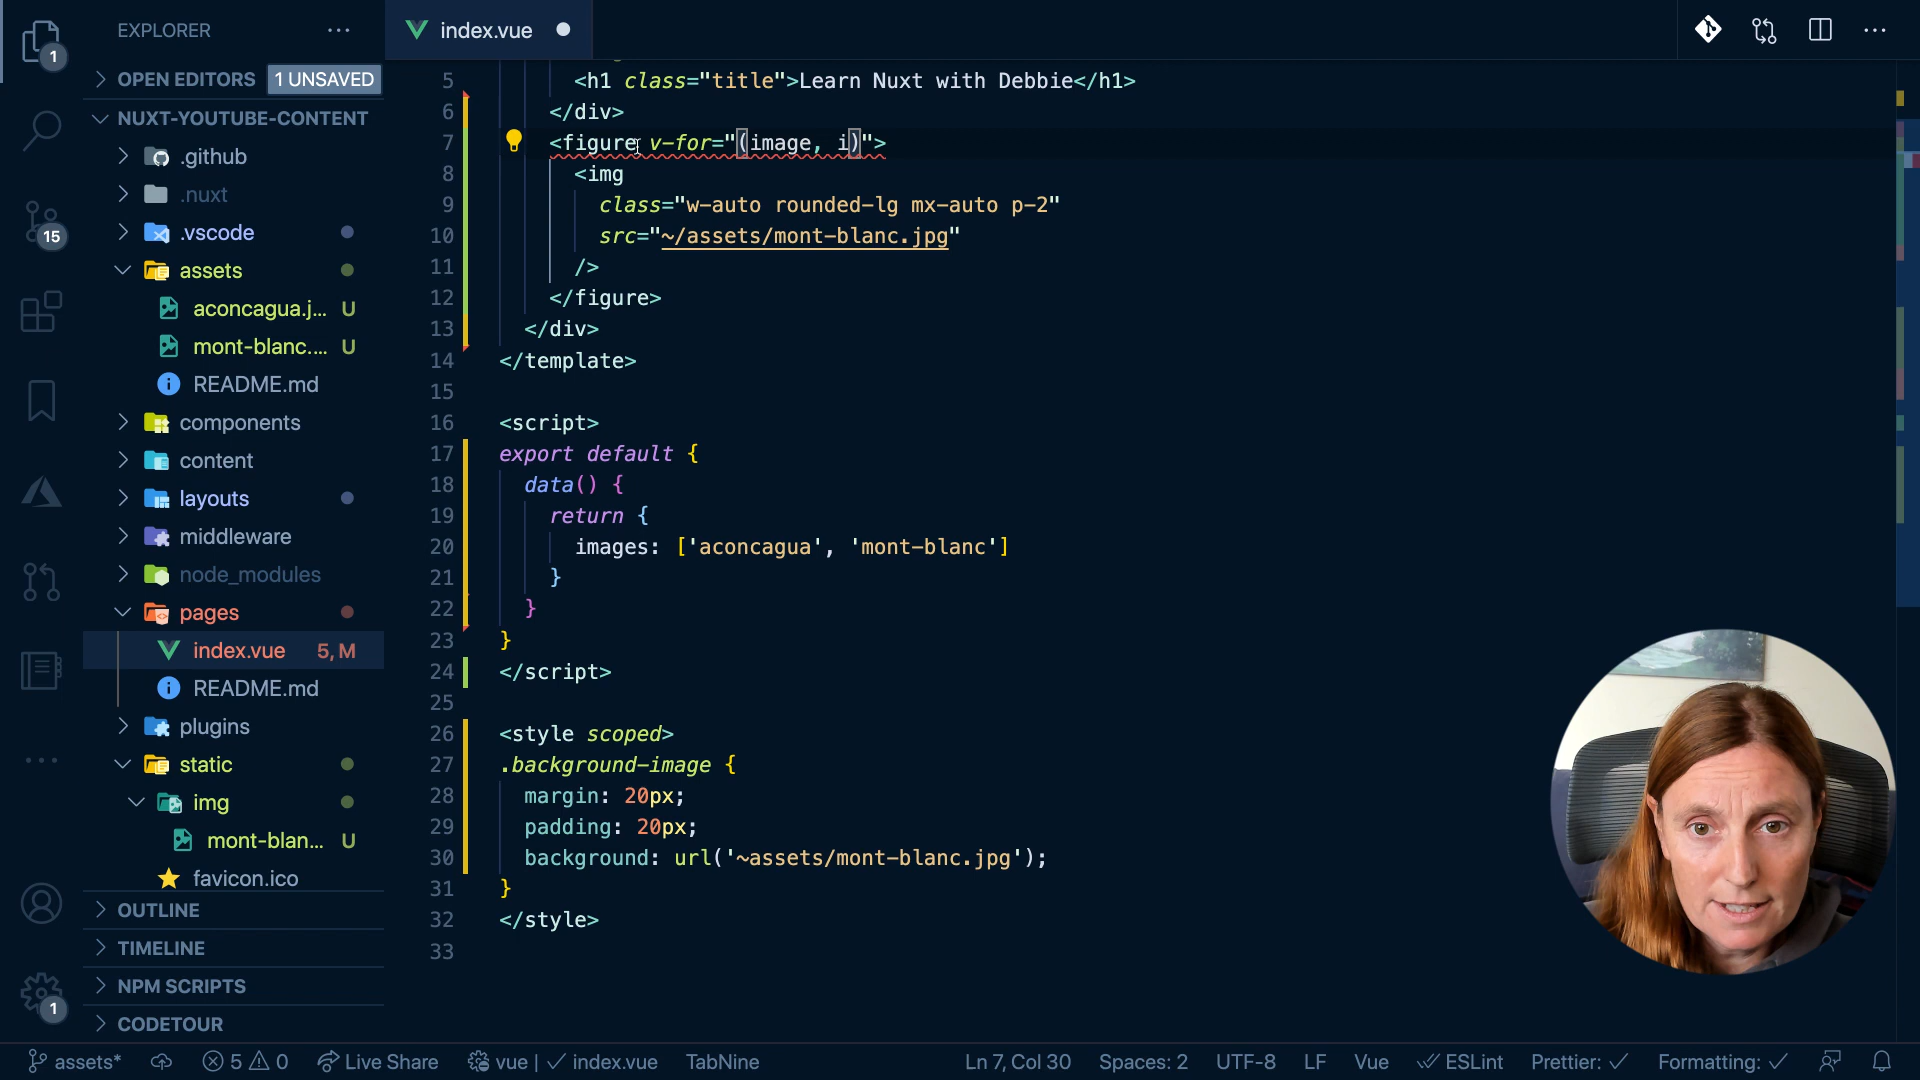 EXPLORER
index.vue
OPEN EDITORS 1 UNSAVED
NUXT-YOUTUBE-CONTENT
.github
.nuxt
.vscode
assets
aconcagua.j... U
mont-blanc.... U
README.md
components
content
layouts
middleware
node_modules
pages
index.vue 5, M
README.md
plugins
static
img
mont-blan... U
favicon.ico
OUTLINE
TIMELINE
NPM SCRIPTS
CODETOUR
1
15
1
5 <h1 class="title">Learn Nuxt with Debbie</h1>
6 </div>
7 <figure v-for="(image, i)">
8 <img
9 class="w-auto rounded-lg mx-auto p-2"
10 src="~/assets/mont-blanc.jpg"
11 />
12 </figure>
13 </div>
14 </template>
15
16 <script>
17 export default {
18 data() {
19 return {
20 images: ['aconcagua', 'mont-blanc']
21 }
22 }
23 }
24 </script>
25
26 <style scoped>
27 .background-image {
28 margin: 20px;
29 padding: 20px;
30 background: url('~assets/mont-blanc.jpg');
31 }
32 </style>
33
assets* 5 0 Live Share vue | index.vue TabNine Ln 7, Col 30 Spaces: 2 UTF-8 LF Vue ESLint Prettier: Formatting: